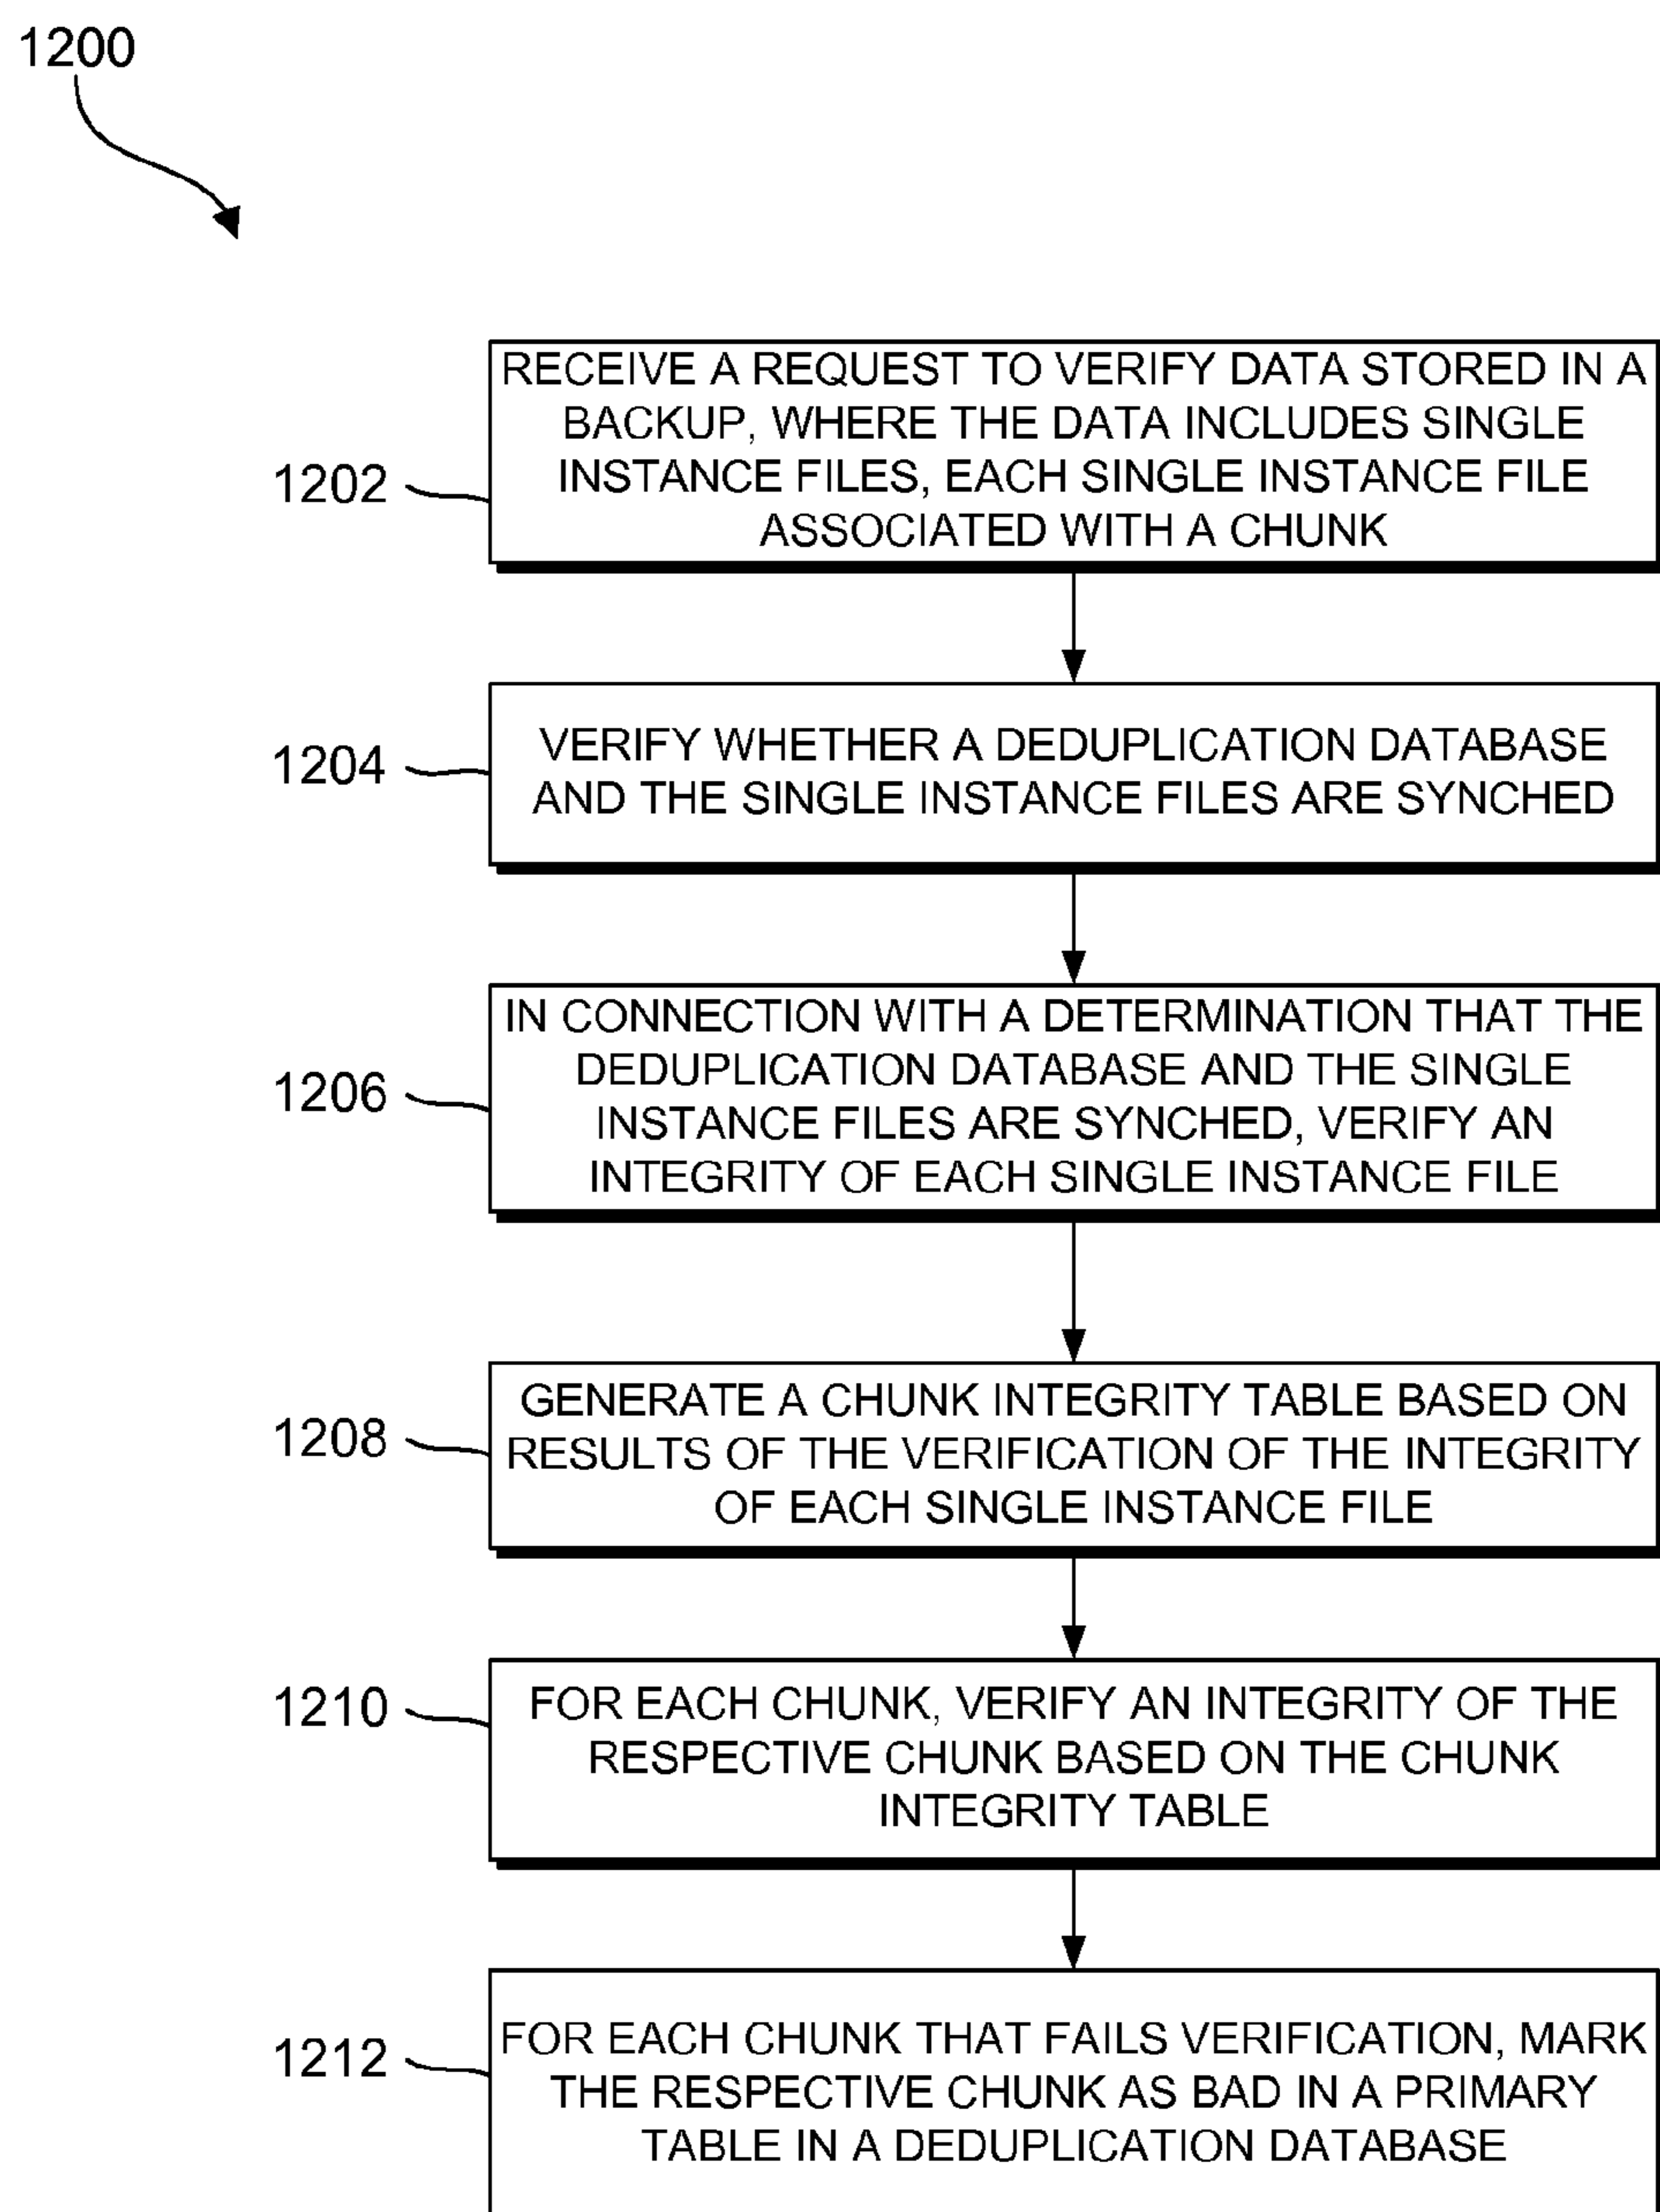 1200
RECEIVE A REQUEST TO VERIFY DATA STORED IN A
BACKUP, WHERE THE DATA INCLUDES SINGLE
INSTANCE FILES, EACH SINGLE INSTANCE FILE
ASSOCIATED WITH A CHUNK
1202
VERIFY WHETHER A DEDUPLICATION DATABASE
AND THE SINGLE INSTANCE FILES ARE SYNCHED
1204
IN CONNECTION WITH A DETERMINATION THAT THE
DEDUPLICATION DATABASE AND THE SINGLE
INSTANCE FILES ARE SYNCHED, VERIFY AN
INTEGRITY OF EACH SINGLE INSTANCE FILE
1206
GENERATE A CHUNK INTEGRITY TABLE BASED ON
RESULTS OF THE VERIFICATION OF THE INTEGRITY
OF EACH SINGLE INSTANCE FILE
1208
FOR EACH CHUNK, VERIFY AN INTEGRITY OF THE
RESPECTIVE CHUNK BASED ON THE CHUNK
INTEGRITY TABLE
1210
FOR EACH CHUNK THAT FAILS VERIFICATION, MARK
THE RESPECTIVE CHUNK AS BAD IN A PRIMARY
TABLE IN A DEDUPLICATION DATABASE
1212